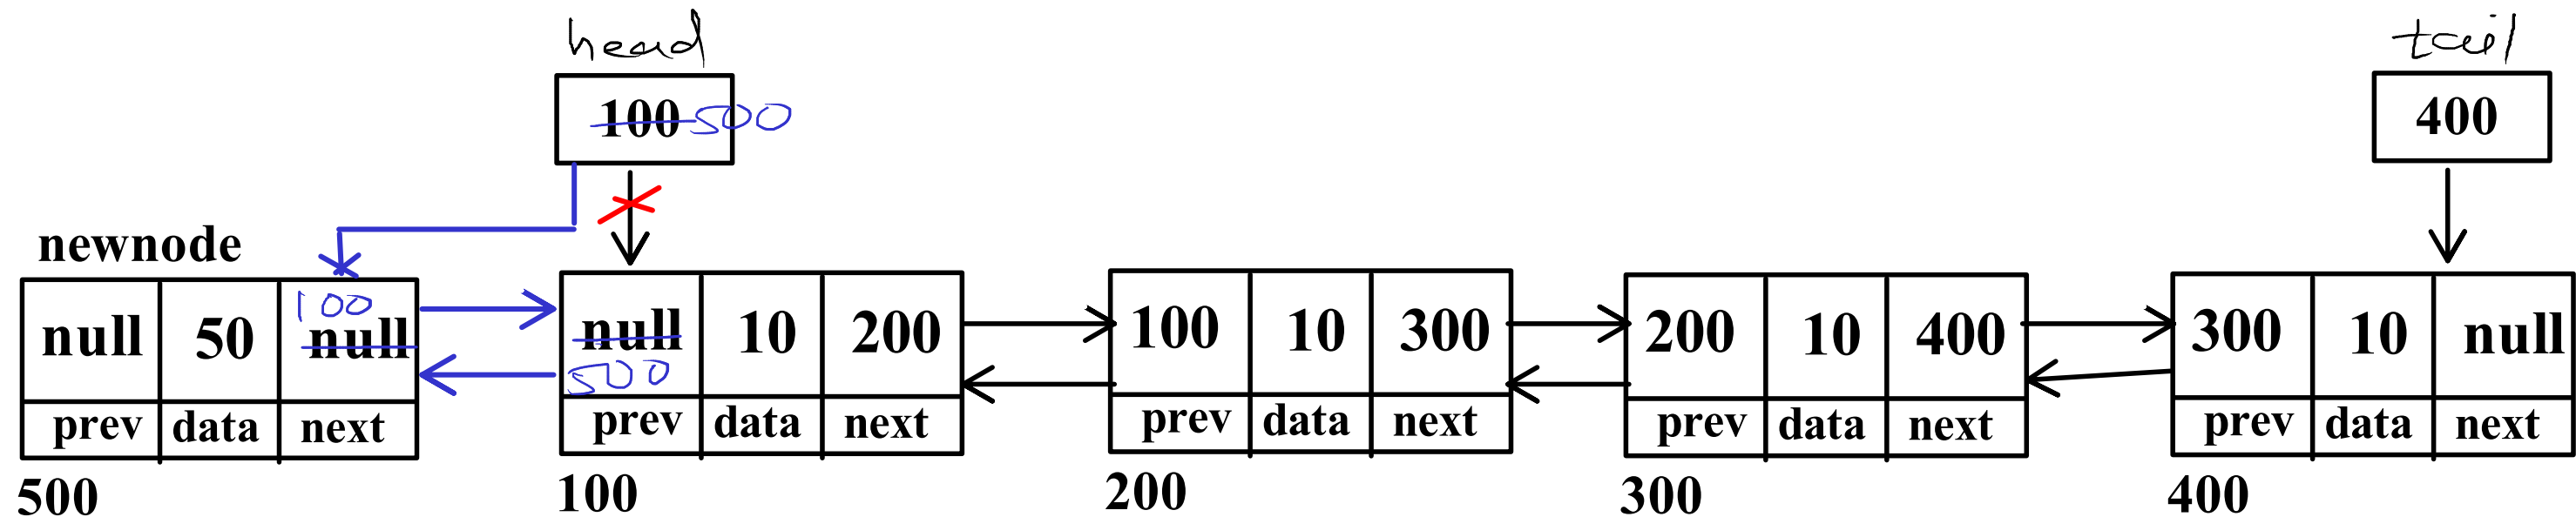 head tail
100 500 400
newnode
100
null 50 null null 10 200 100 10 300 200 10 400 300 10 null
500
prev data next prev data next prev data next prev data next prev data next
500 100 200 300 400